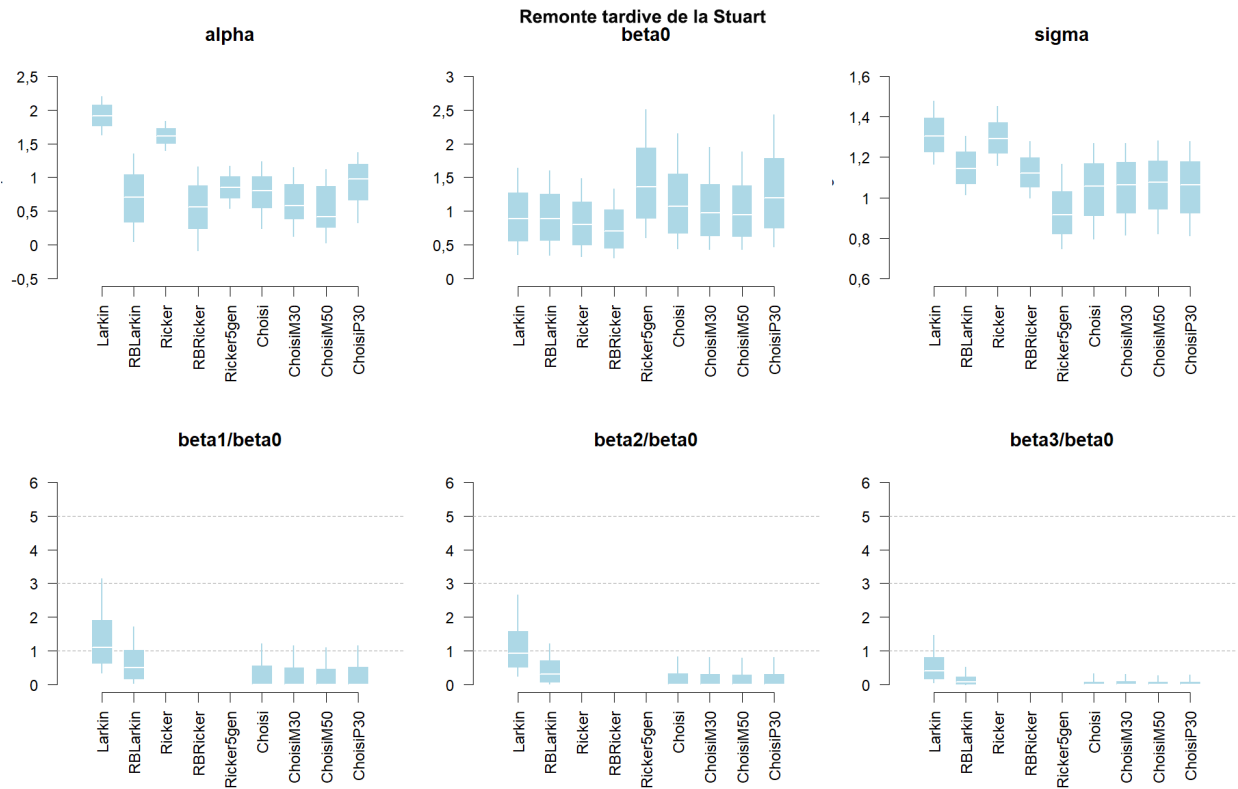 Remonte tardive de la Stuart
alpha
beta0
sigma
2,5
2
1,5
1
0,5
0
-0,5
Larkin
RBLarkin
Ricker
RBRicker
Ricker5gen
Choisi
ChoisiM30
ChoisiM50
ChoisiP30
3
2,5
2
1,5
1
0,5
0
Larkin
RBLarkin
Ricker
RBRicker
Ricker5gen
Choisi
ChoisiM30
ChoisiM50
ChoisiP30
1,6
1,4
1,2
1
0,8
0,6
Larkin
RBLarkin
Ricker
RBRicker
Ricker5gen
Choisi
ChoisiM30
ChoisiM50
ChoisiP30
beta1/beta0
beta2/beta0
beta3/beta0
6
5
4
3
2
1
0
Larkin
RBLarkin
Ricker
RBRicker
Ricker5gen
Choisi
ChoisiM30
ChoisiM50
ChoisiP30
6
5
4
3
2
1
0
Larkin
RBLarkin
Ricker
RBRicker
Ricker5gen
Choisi
ChoisiM30
ChoisiM50
ChoisiP30
6
5
4
3
2
1
0
Larkin
RBLarkin
Ricker
RBRicker
Ricker5gen
Choisi
ChoisiM30
ChoisiM50
ChoisiP30